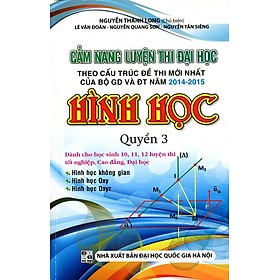 NGUYỄN THÀNH LONG (Chủ biên)
LÊ VĂN ĐOÀN - NGUYỄN QUANG SƠN - NGUYỄN TẤN SIÊNG
CẨM NANG LUYỆN THI ĐẠI HỌC
THEO CẤU TRÚC ĐỀ THI MỚI NHẤT
CỦA BỘ GD VÀ ĐT NĂM 2014-2015
HÌNH HỌC
Quyển 3
Dành cho học sinh 10, 11, 12 luyện thi
tốt nghiệp, Cao đẳng, Đại học
Hình học không gian
Hình học Oxy
Hình học Oxyz
(Δ)
M
I
NHÀ XUẤT BẢN ĐẠI HỌC QUỐC GIA HÀ NỘI